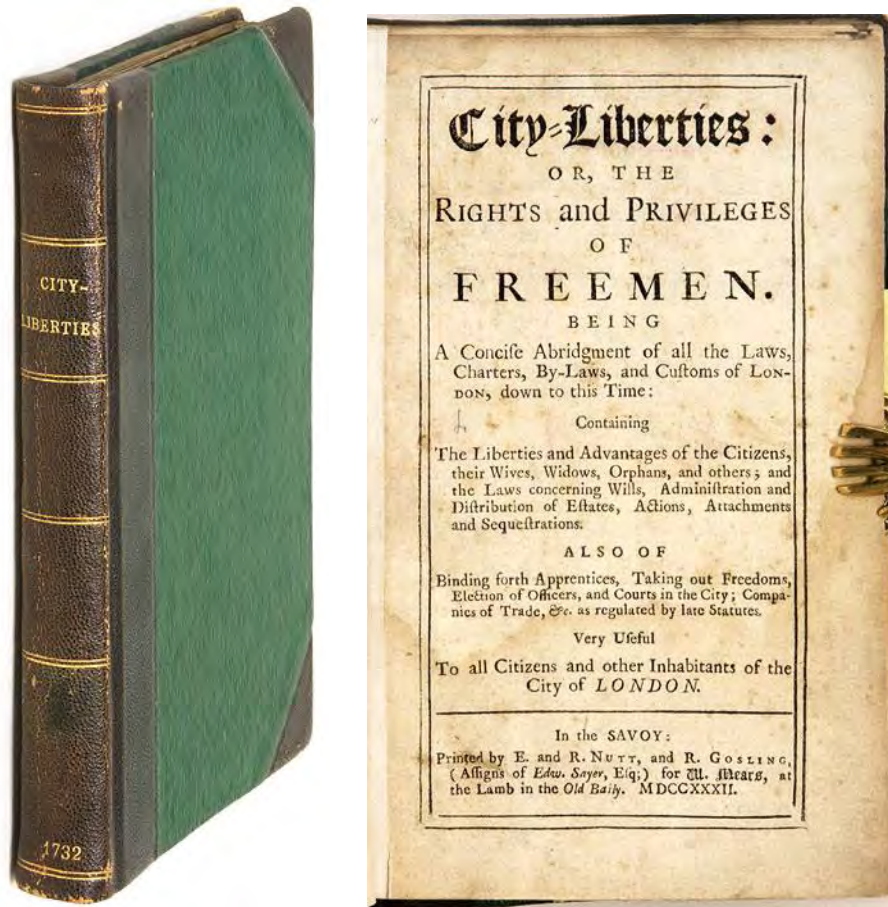 CITY-
LIBERTIES
1732
City-Liberties:
OR, THE
RIGHTS and PRIVILEGES
OF
FREEMEN.
BEING
A Conciſe Abridgment of all the Laws,
Charters, By-Laws, and Cuſtoms of LON-
DON, down to this Time:
Containing
The Liberties and Advantages of the Citizens,
their Wives, Widows, Orphans, and others; and
the Laws concerning Wills, Adminiſtration and
Diſtribution of Eſtates, Actions, Attachments
and Sequeſtrations.
ALSO OF
Binding forth Apprentices, Taking out Freedoms,
Election of Officers, and Courts in the City; Compa-
nies of Trade, &c. as regulated by late Statutes.
Very Uſeful
To all Citizens and other Inhabitants of the
City of LONDON.
In the SAVOY:
Printed by E. and R. NUTT, and R. GOSLING,
(Aſſigns of Edw. Sayer, Eſq;) for W. Mears, at
the Lamb in the Old Baily. MDCCXXXII.